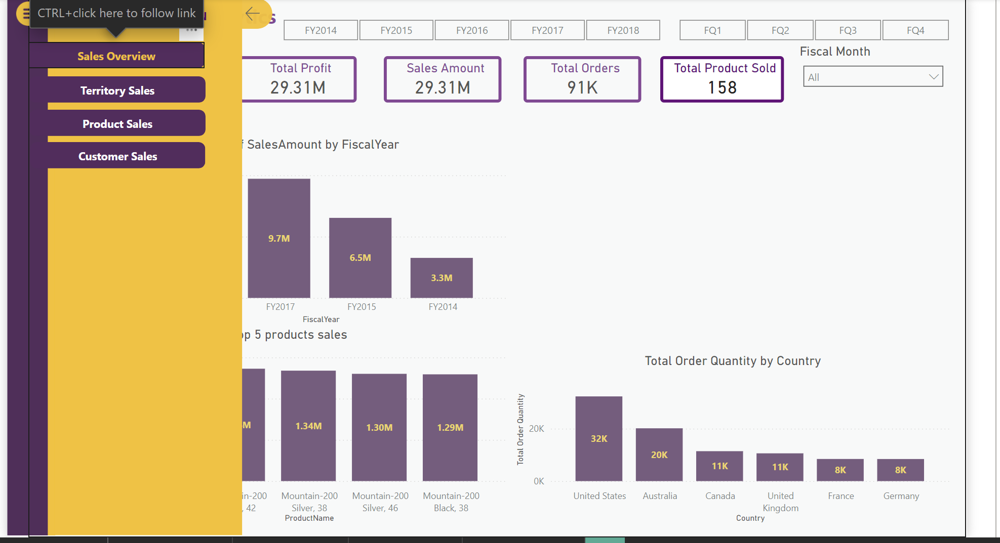 CTRL+click here to follow link
Sales Overview
Territory Sales
Product Sales
Customer Sales
FY2014 FY2015 FY2016 FY2017 FY2018 FQ1 FQ2 FQ3 FQ4
Fiscal Month
All
Total Profit
29.31M
Sales Amount
29.31M
Total Orders
91K
Total Product Sold
158
SalesAmount by FiscalYear
9.7M
6.5M
3.3M
FY2017 FY2015 FY2014
FiscalYear
5 products sales
1.34M 1.30M 1.29M
in-200 Mountain-200 Mountain-200 Mountain-200
, 42 Silver, 38 Silver, 46 Black, 38
ProductName
Total Order Quantity by Country
Total Order Quantity
20K
0K
32K
20K
11K
11K
8K
8K
United States Australia Canada United France Germany
Kingdom
Country